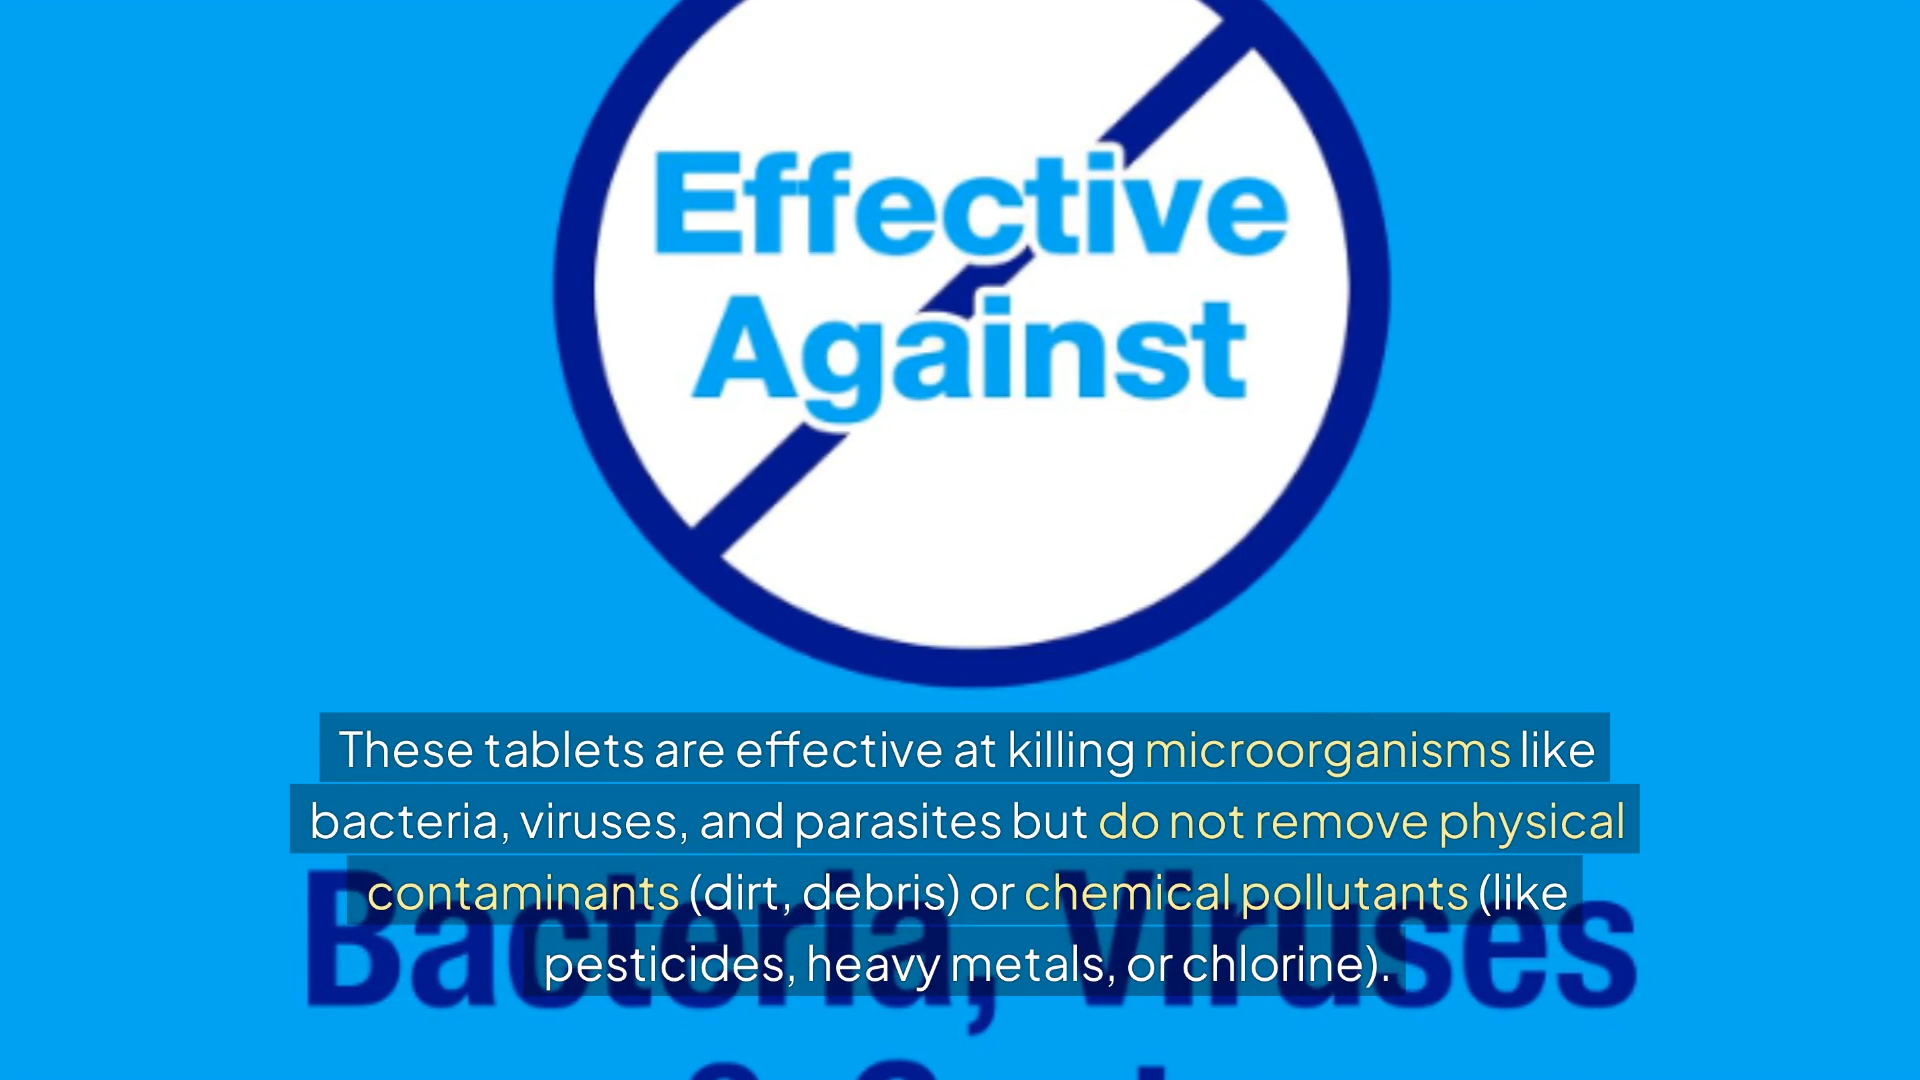 Effective
Against
These tablets are effective at killing microorganisms like
bacteria, viruses, and parasites but do not remove physical
contaminants (dirt, debris) or chemical pollutants (like
pesticides, heavy metals, or chlorine).
Bacteria, Viruses